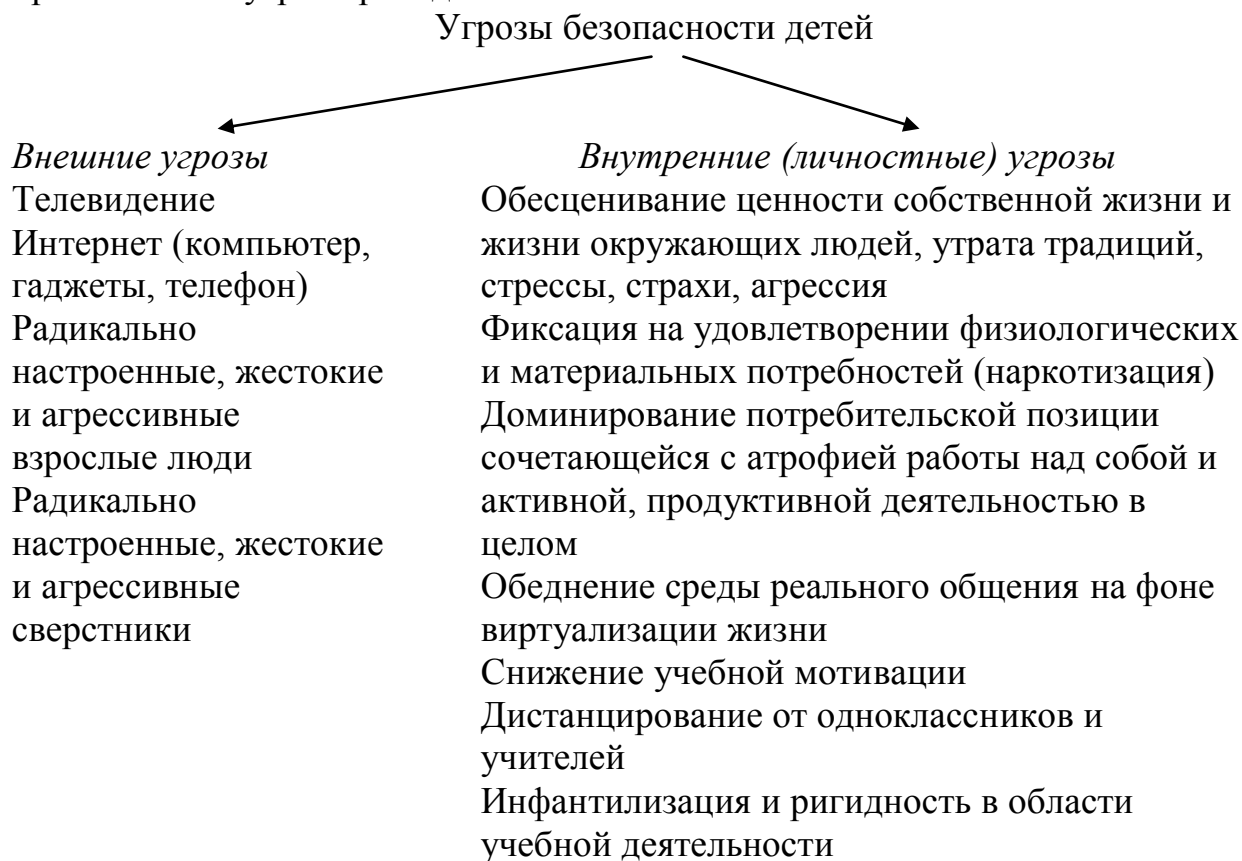 Угрозы безопасности детей
Внешние угрозы
Телевидение
Интернет (компьютер,
гаджеты, телефон)
Радикально
настроенные, жестокие
и агрессивные
взрослые люди
Радикально
настроенные, жестокие
и агрессивные
сверстники
Внутренние (личностные) угрозы
Обесценивание ценности собственной жизни и
жизни окружающих людей, утрата традиций,
стрессы, страхи, агрессия
Фиксация на удовлетворении физиологических
и материальных потребностей (наркотизация)
Доминирование потребительской позиции
сочетающейся с атрофией работы над собой и
активной, продуктивной деятельностью в
целом
Обеднение среды реального общения на фоне
виртуализации жизни
Снижение учебной мотивации
Дистанцирование от одноклассников и
учителей
Инфантилизация и ригидность в области
учебной деятельности